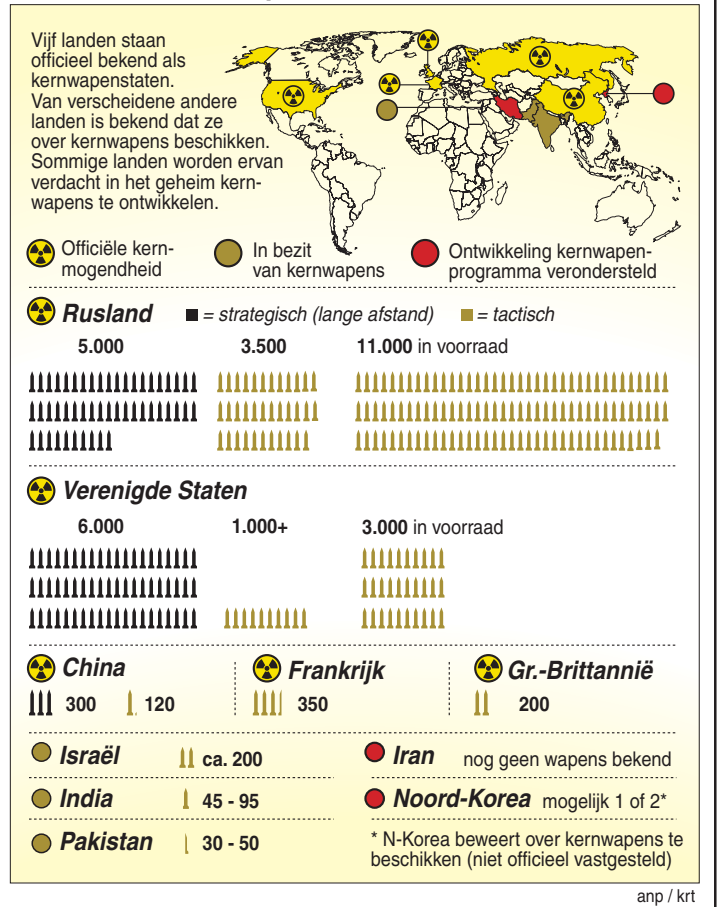 Vijf landen staan
officieel bekend als
kernwapenstaten.
Van verscheidene andere
landen is bekend dat ze
over kernwapens beschikken.
Sommige landen worden ervan
verdacht in het geheim kern-
wapens te ontwikkelen.
Officiële kern-
mogendheid
In bezit
van kernwapens
Ontwikkeling kernwapen-
programma verondersteld
Rusland = strategisch (lange afstand) = tactisch
5.000 3.500 11.000 in voorraad
Verenigde Staten
6.000 1.000+ 3.000 in voorraad
China Frankrijk Gr.-Brittannië
300 120 350 200
Israël ca. 200 Iran nog geen wapens bekend
India 45 - 95 Noord-Korea mogelijk 1 of 2*
Pakistan 30 - 50
* N-Korea beweert over kernwapens te
beschikken (niet officieel vastgesteld)
anp / krt